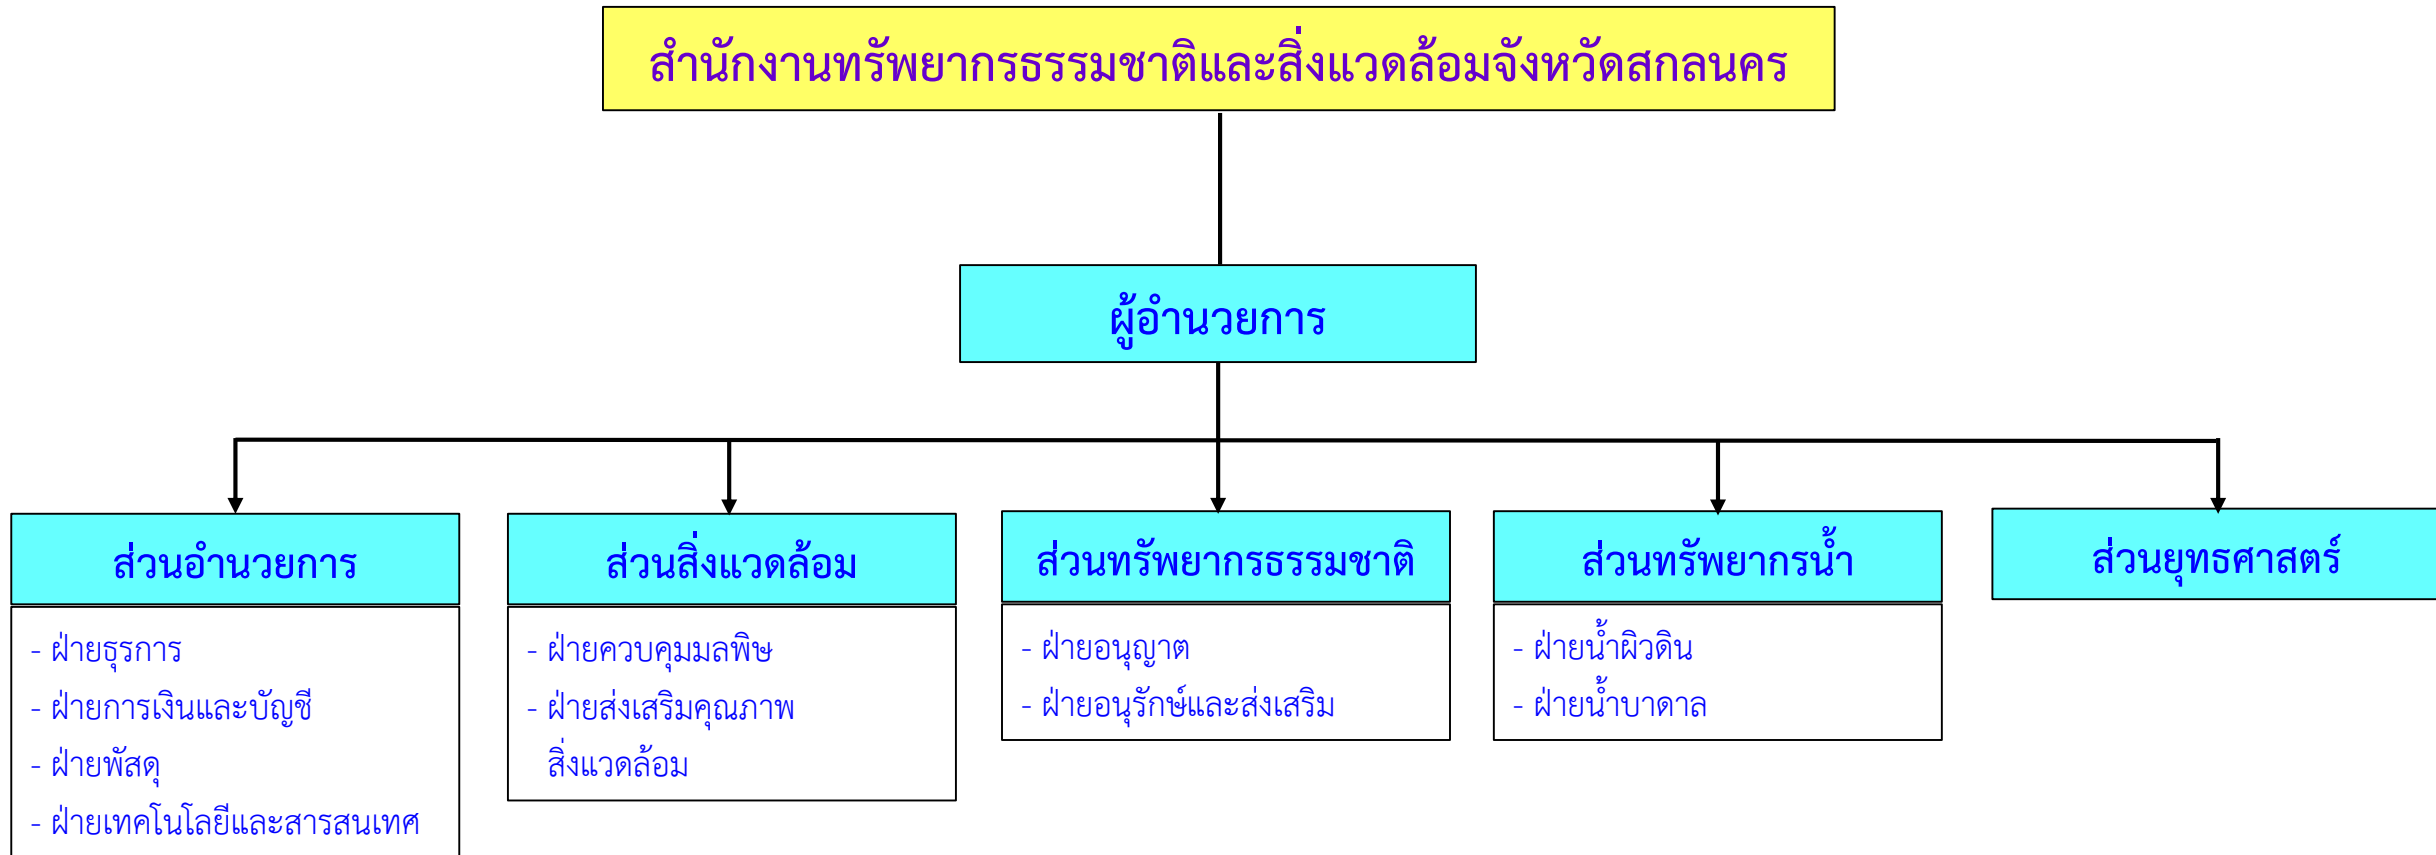 สำนักงานทรัพยากรธรรมชาติและสิ่งแวดล้อมจังหวัดสกลนคร
ผู้อำนวยการ
ส่วนอำนวยการ
- ฝ่ายธุรการ
- ฝ่ายการเงินและบัญชี
- ฝ่ายพัสดุ
- ฝ่ายเทคโนโลยีและสารสนเทศ
ส่วนสิ่งแวดล้อม
- ฝ่ายควบคุมมลพิษ
- ฝ่ายส่งเสริมคุณภาพ
สิ่งแวดล้อม
ส่วนทรัพยากรธรรมชาติ
- ฝ่ายอนุญาต
- ฝ่ายอนุรักษ์และส่งเสริม
ส่วนทรัพยากรน้ำ
- ฝ่ายน้ำผิวดิน
- ฝ่ายน้ำบาดาล
ส่วนยุทธศาสตร์